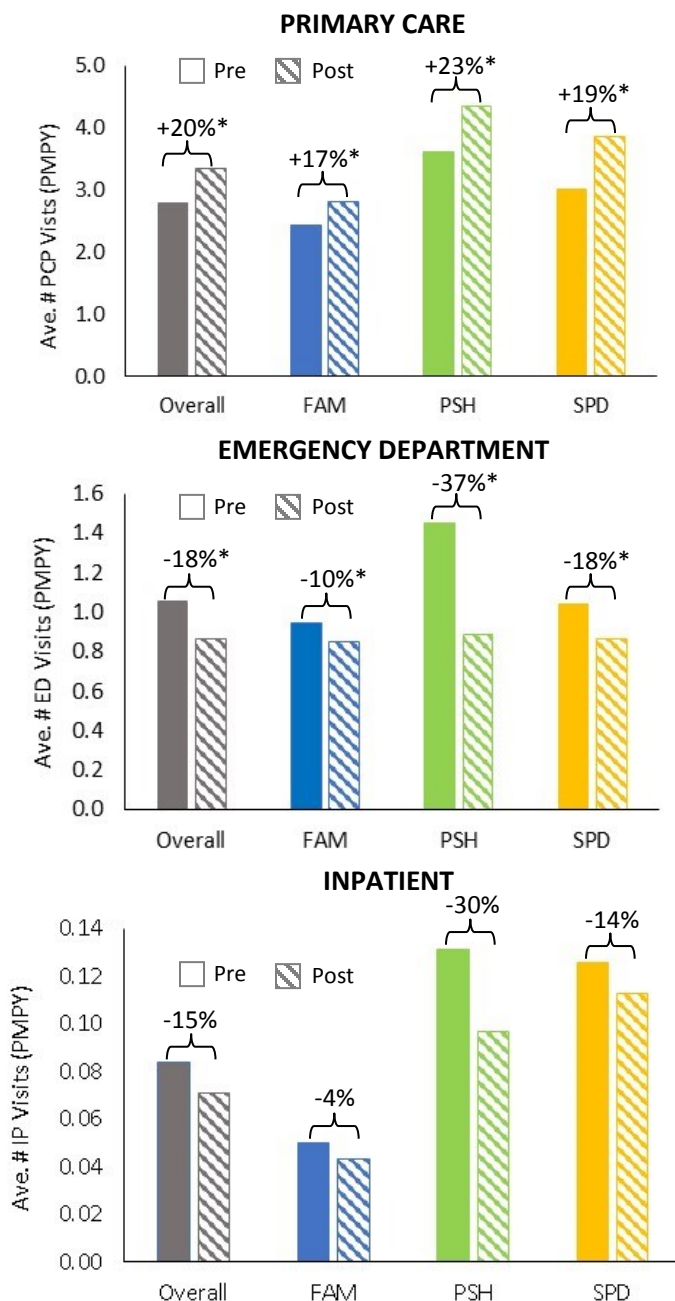 PRIMARY CARE
Ave. # PCP Vists (PMPY)
5.0
4.0
3.0
2.0
1.0
0.0
Pre
Post
+20%*
+17%*
+23%*
+19%*
Overall
FAM
PSH
SPD
EMERGENCY DEPARTMENT
Ave. # ED Visits (PMPY)
1.6
1.4
1.2
1.0
0.8
0.6
0.4
0.2
0.0
Pre
Post
-18%*
-10%*
-37%*
-18%*
Overall
FAM
PSH
SPD
INPATIENT
Ave. # IP Visits (PMPY)
0.14
0.12
0.10
0.08
0.06
0.04
0.02
0.00
Pre
Post
-15%
-4%
-30%
-14%
Overall
FAM
PSH
SPD